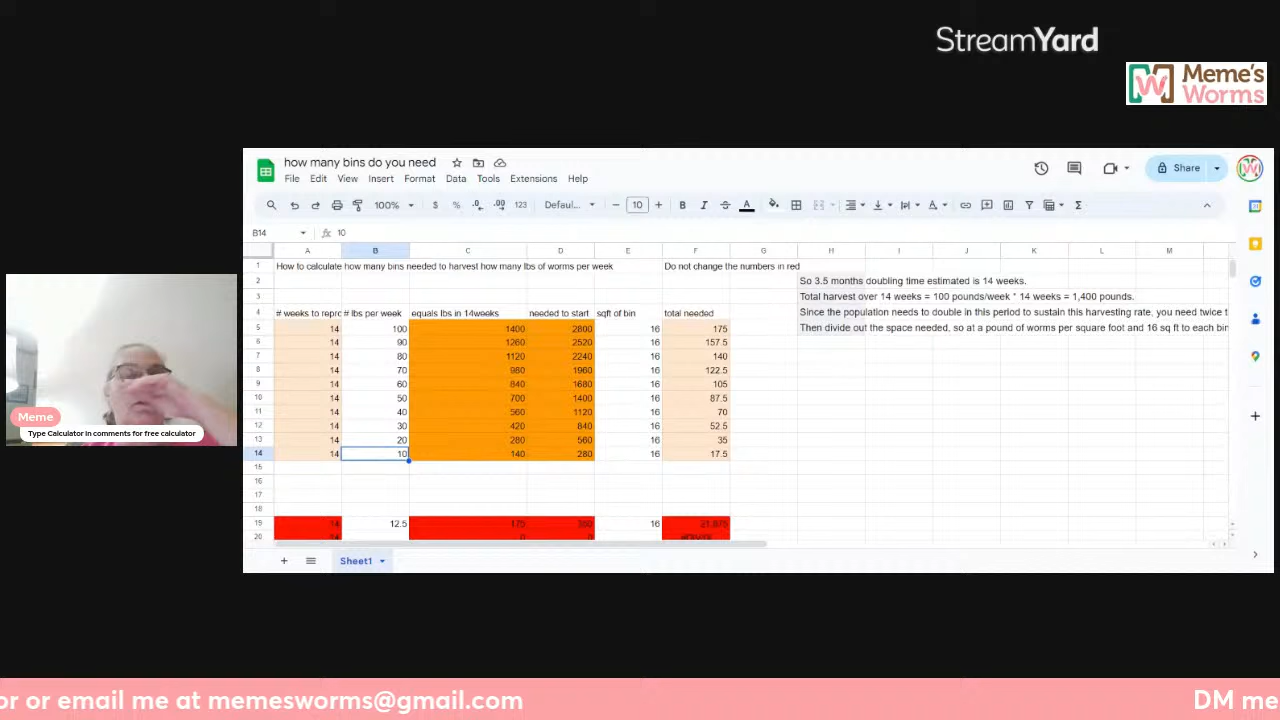 StreamYard
Meme's
Worms
how many bins do you need
File Edit View Insert Format Data Tools Extensions Help
Share
100% $ % .0 .00 123 Defaul... − 10 + B I A Σ
B14 fx 10
A B C D E F G H I J K L M
1 How to calculate how many bins needed to harvest how many lbs of worms per week Do not change the numbers in red
2 So 3.5 months doubling time estimated is 14 weeks.
3 Total harvest over 14 weeks = 100 pounds/week * 14 weeks = 1,400 pounds.
4 # weeks to repro # lbs per week equals lbs in 14weeks needed to start sqft of bin total needed Since the population needs to double in this period to sustain this harvesting rate, you need twice t
5 14 100 1400 2800 16 175 Then divide out the space needed, so at a pound of worms per square foot and 16 sq ft to each bin
6 14 90 1260 2520 16 157.5
7 14 80 1120 2240 16 140
8 14 70 980 1960 16 122.5
9 14 60 840 1680 16 105
10 14 50 700 1400 16 87.5
11 14 40 560 1120 16 70
12 14 30 420 840 16 52.5
13 14 20 280 560 16 35
14 14 10 140 280 16 17.5
15
16
17
18
19 14 12.5 175 350 16 21.875
20 14 0 0
Sheet1
Meme
Type Calculator in comments for free calculator
or or email me at memesworms@gmail.com DM me